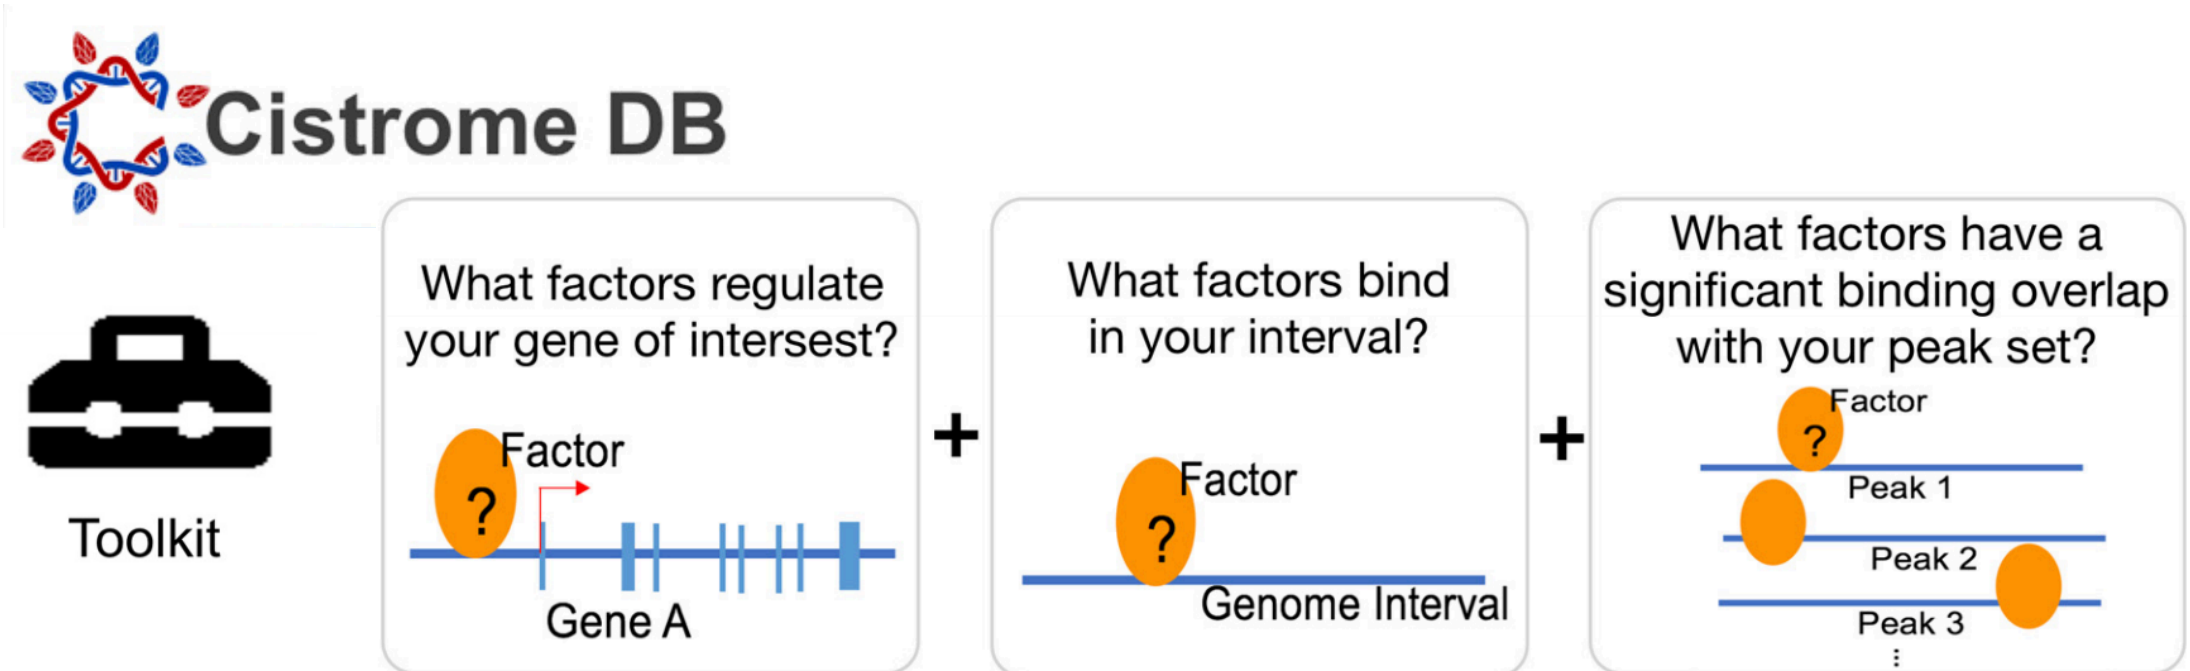 Cistrome DB
Toolkit
What factors regulate
your gene of intersest?
Factor
?
Gene A
+
What factors bind
in your interval?
Factor
?
Genome Interval
+
What factors have a
significant binding overlap
with your peak set?
Factor
?
Peak 1
Peak 2
Peak 3
⋮